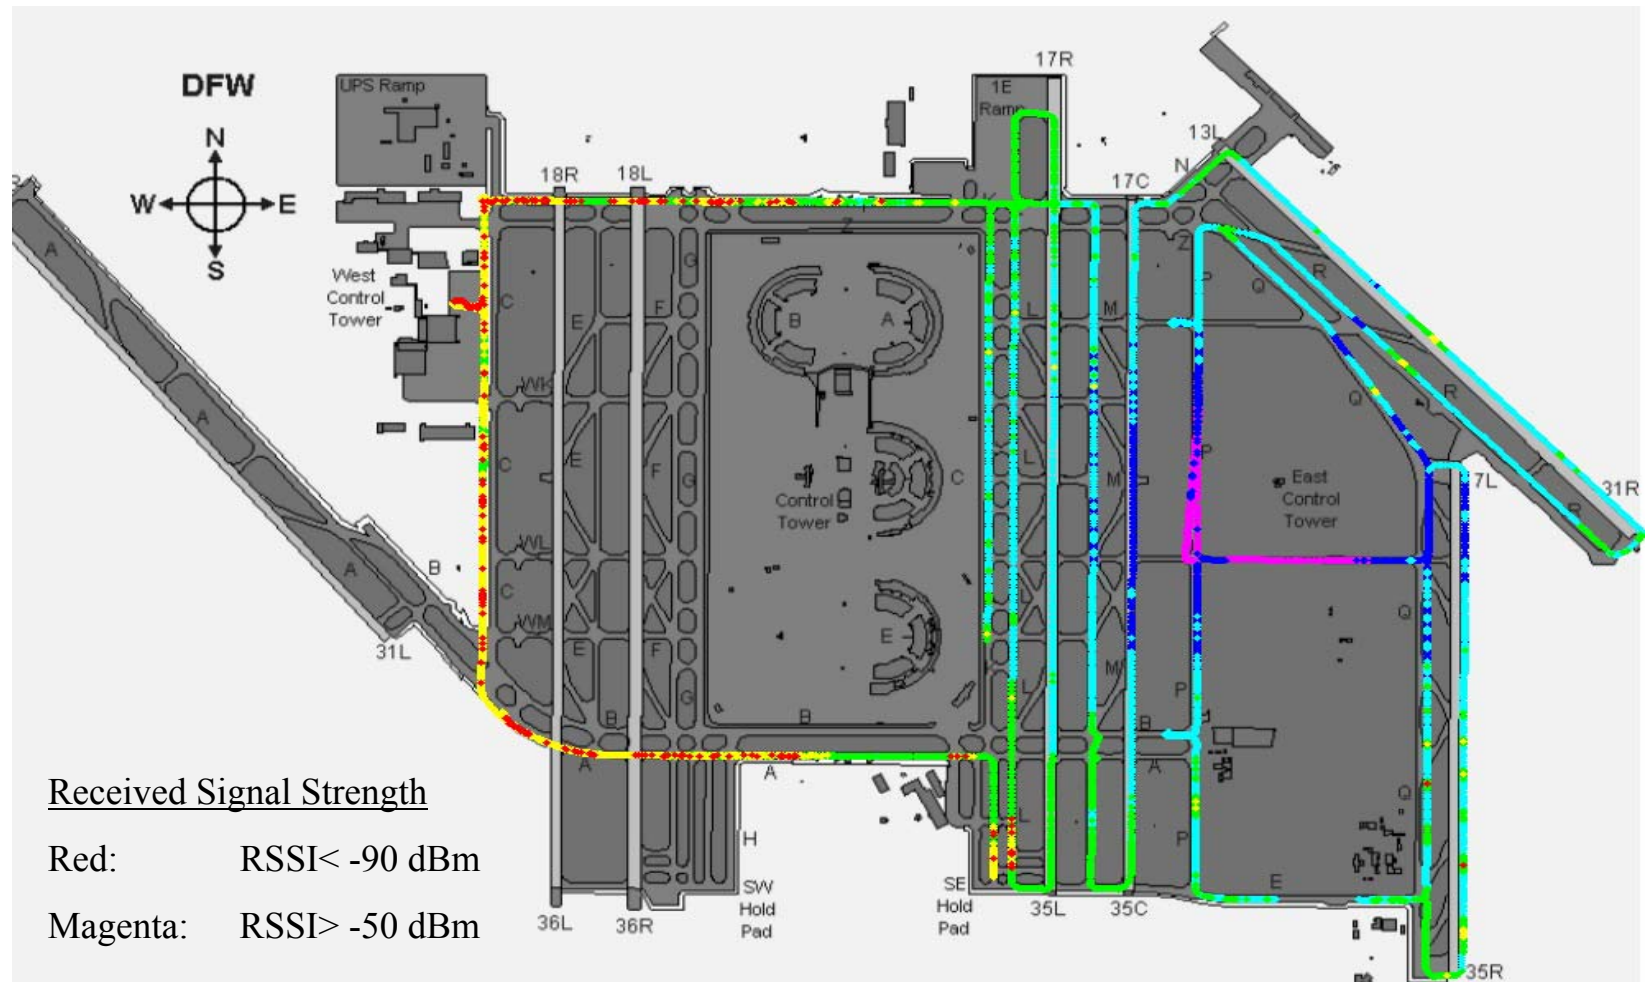 17R
DFW
UPS Ramp
1E
Ramp
N
13L
N
18R
18L
17C
W
E
K
Z
S
Z
A
G
P
R
West
Control
Tower
C
E
F
B
A
L
M
Q
WK
R
Q
A
C
E
F
G
C
L
M
P
Control
Tower
East
Control
Tower
7L
31R
R
WL
B
A
C
L
WM
E
31L
E
F
M
Q
G
L
P
B
B
B
A
A
A
Q
Received Signal Strength
L
Red: RSSI< -90 dBm
H
P
E
SW
Hold
Pad
SE
Hold
Pad
Magenta: RSSI> -50 dBm
36L
36R
35L
35C
35R